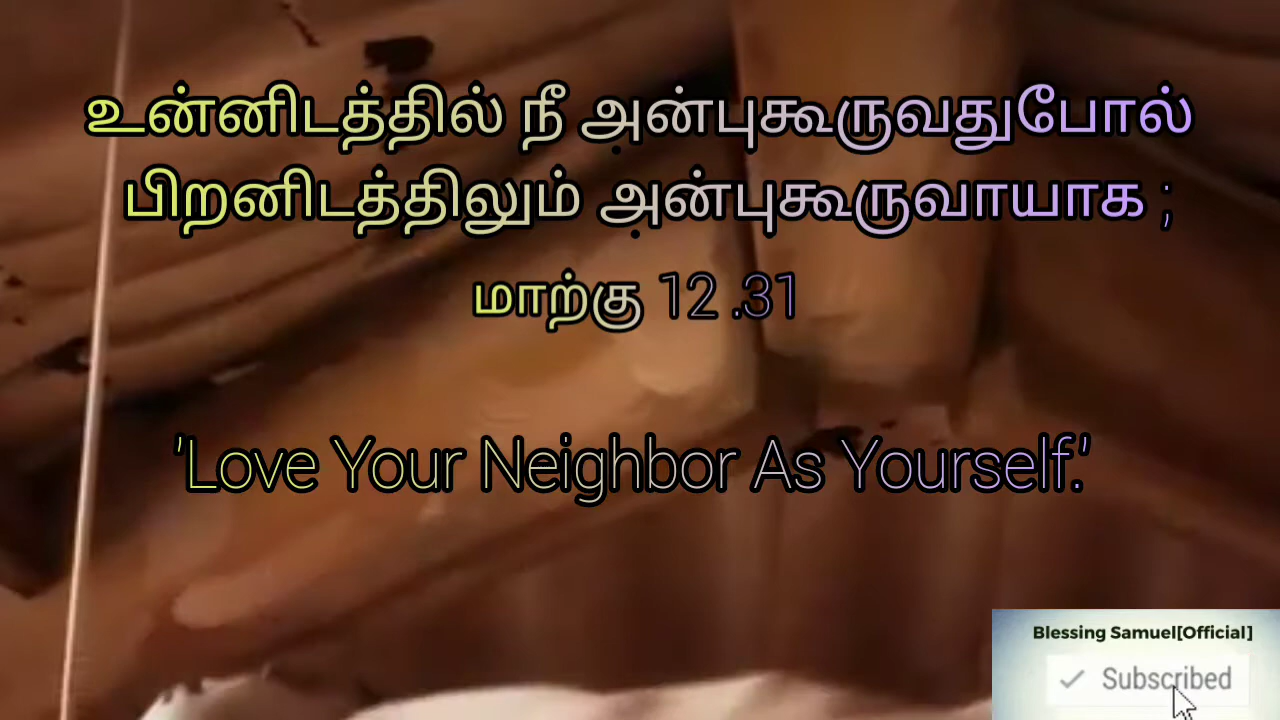 உன்னிடத்தில் நீ அன்புகூருவதுபோல்
பிறனிடத்திலும் அன்புகூருவாயாக ;
மாற்கு 12 .31
'Love Your Neighbor As Yourself.'
Blessing Samuel[Official]
Subscribed